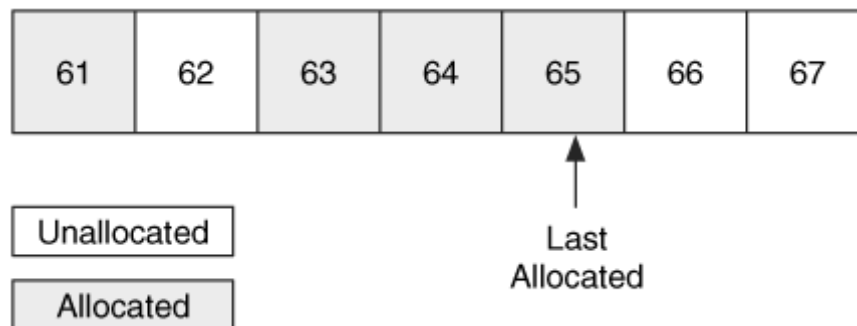 61 62 63 64 65 66 67
Unallocated
Last
Allocated
Allocated